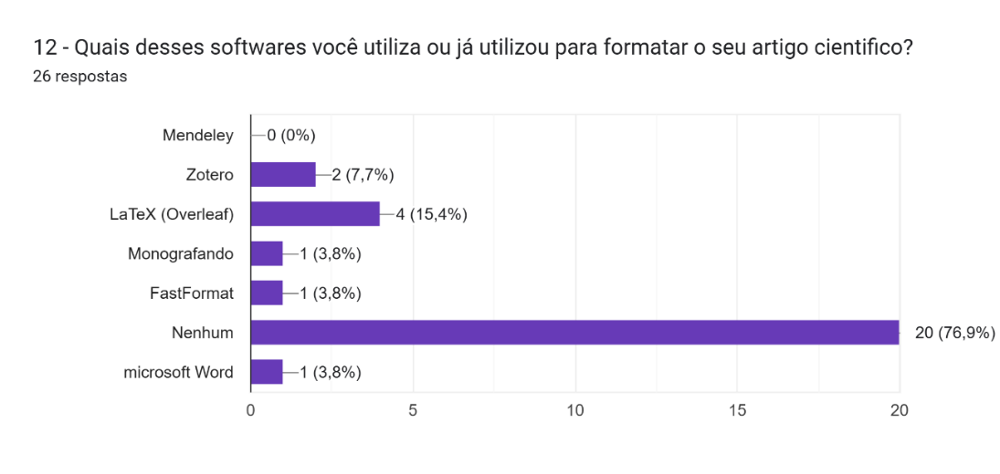 12 - Quais desses softwares você utiliza ou já utilizou para formatar o seu artigo cientifico?
26 respostas
Mendeley 0 (0%)
Zotero 2 (7,7%)
LaTeX (Overleaf) 4 (15,4%)
Monografando 1 (3,8%)
FastFormat 1 (3,8%)
Nenhum 20 (76,9%)
microsoft Word 1 (3,8%)
0 5 10 15 20